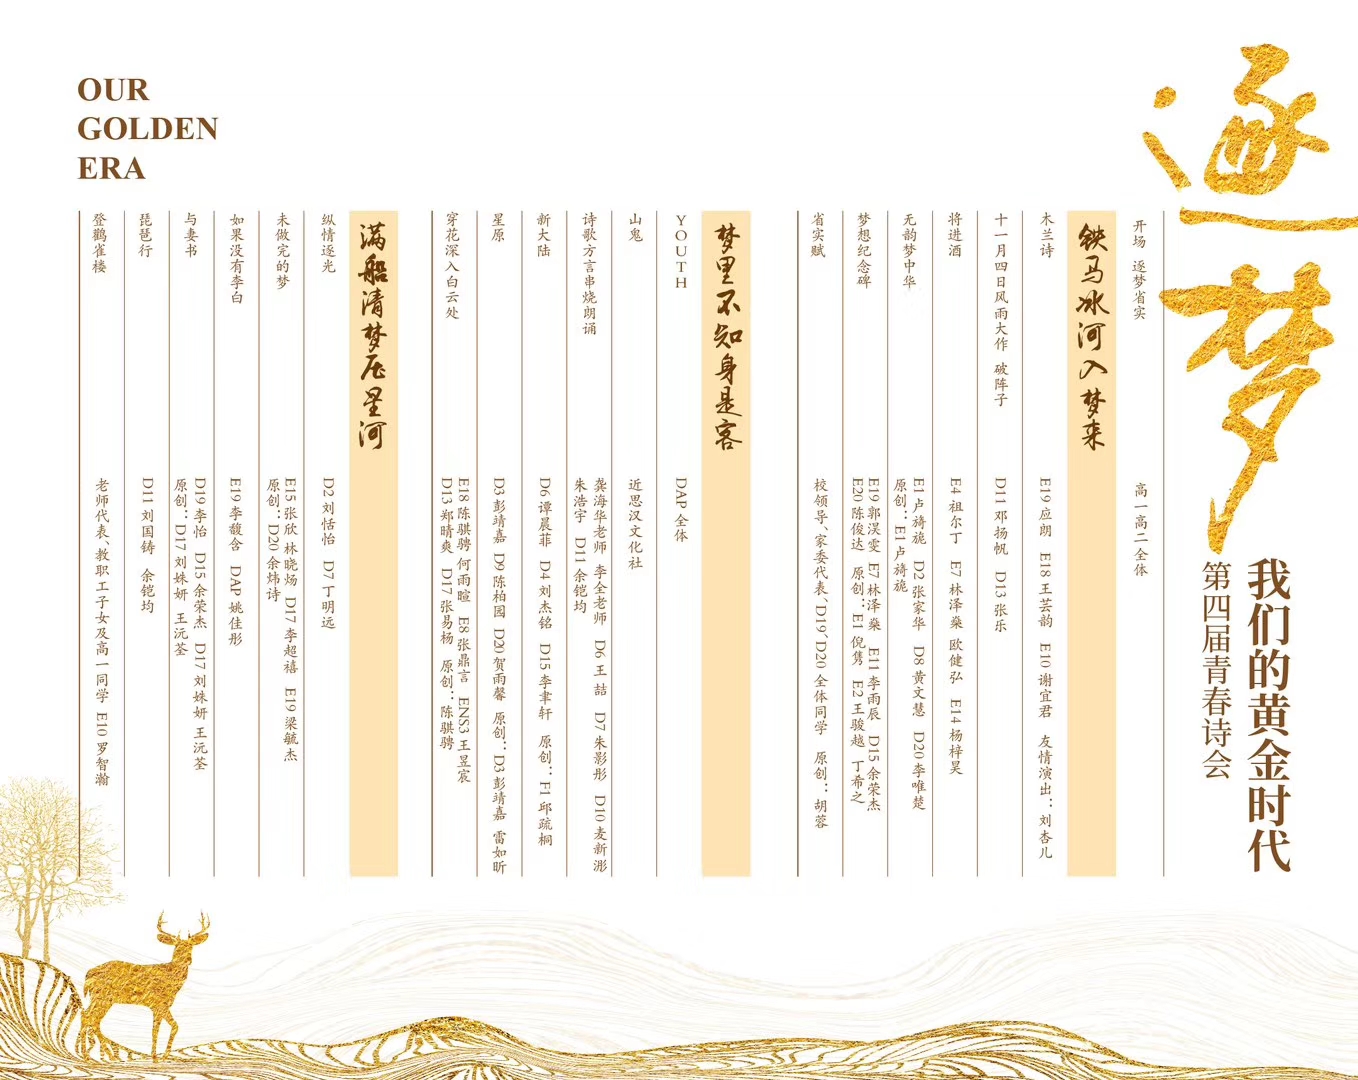 逐梦
我们的黄金时代
第四届青春诗会
OUR
GOLDEN
ERA
开场 逐梦省实 高一高二全体
铁马冰河入梦来
木兰诗 E19 应朗 E18 王芸韵 E10 谢宜君 友情演出：刘杏儿
十一月四日风雨大作 破阵子 D11 邓扬帆 D13 张乐
将进酒 E4 祖尔丁 E7 林泽燊 欧健弘 E14 杨梓昊
无韵梦中华 E1 卢旖旎 D2 张家华 D8 黄文慧 D20 李唯楚
原创：E1 卢旖旎
梦想纪念碑 E19 郭淏雯 E7 林泽燊 E11 李雨辰 D15 余荣杰
E20 陈俊达 原创：E1 倪隽 E2 王骏越 丁希之
省实赋 校领导、家委代表、D19、D20 全体同学 原创：胡蓉
梦里不知身是客
YOUTH DAP 全体
山鬼 近思汉文化社
诗歌方言串烧朗诵 龚海华老师 李全老师 D6 王喆 D7 朱影彤 D10 麦新浵
朱浩宇 D11 余铠均
新大陆 D6 谭晨菲 D4 刘杰铭 D15 李聿轩 原创：F1 邱疏桐
星原 D3 彭靖嘉 D9 陈柏园 D20 贺雨馨 原创：D3 彭靖嘉 雷如昕
穿花深入白云处 E18 陈骐骋 何雨暄 E8 张鼎言 ENS3 王昱宸
D13 郑晴爽 D17 张易杨 原创：陈骐骋
满船清梦压星河
纵情逐光 D2 刘恬怡 D7 丁明远
未做完的梦 E15 张欣 林晓炀 D17 李超禧 E19 梁毓杰
原创：D20 余炜诗
如果没有李白 E19 李馥含 DAP 姚佳彤
与妻书 D19 李怡 D15 余荣杰 D17 刘姝妍 王沅荃
原创：D17 刘姝妍 王沅荃
琵琶行 D11 刘国铸 余铠均
登鹳雀楼 老师代表、教职工子女及高一同学 E10 罗智瀚